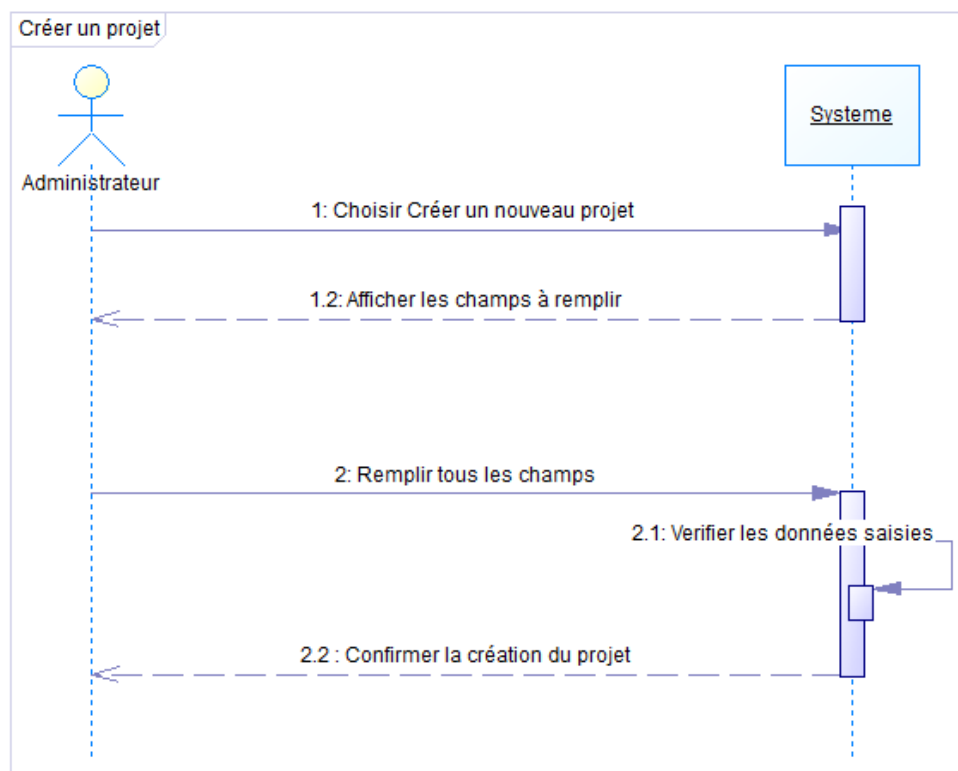 Créer un projet
Systeme
Administrateur
1: Choisir Créer un nouveau projet
1.2: Afficher les champs à remplir
2: Remplir tous les champs
2.1: Verifier les données saisies
2.2 : Confirmer la création du projet